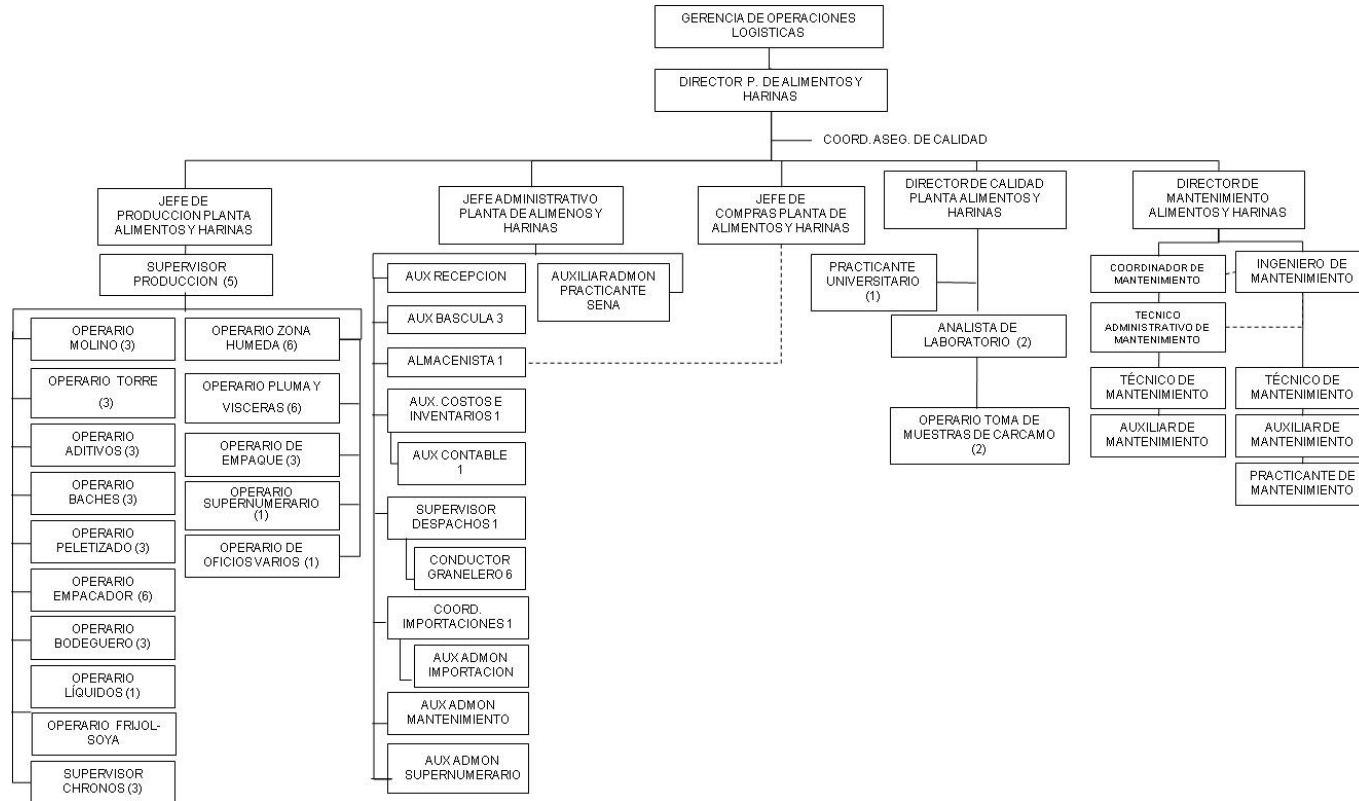 GERENCIA DE OPERACIONES
LOGISTICAS
DIRECTOR P. DE ALIMENTOS Y
HARINAS
COORD. ASEG. DE CALIDAD
JEFE DE
PRODUCCION PLANTA
ALIMENTOS Y HARINAS
SUPERVISOR
PRODUCCION (5)
OPERARIO
MOLINO (3)
OPERARIO TORRE
(3)
OPERARIO
ADITIVOS (3)
OPERARIO
BACHES (3)
OPERARIO
PELETIZADO (3)
OPERARIO
EMPACADOR (6)
OPERARIO
BODEGUERO (3)
OPERARIO
LÍQUIDOS (1)
OPERARIO FRIJOL-
SOYA
SUPERVISOR
CHRONOS (3)
OPERARIO ZONA
HUMEDA (6)
OPERARIO PLUMA Y
VISCERAS (6)
OPERARIO DE
EMPAQUE (3)
OPERARIO
SUPERNUMERARIO
(1)
OPERARIO DE
OFICIOS VARIOS (1)
JEFE ADMINISTRATIVO
PLANTA DE ALIMENOS Y
HARINAS
AUX RECEPCION
AUX BASCULA 3
ALMACENISTA 1
AUX. COSTOS E
INVENTARIOS 1
AUX CONTABLE
1
SUPERVISOR
DESPACHOS 1
CONDUCTOR
GRANELERO 6
COORD.
IMPORTACIONES 1
AUX ADMON
IMPORTACION
AUX ADMON
MANTENIMIENTO
AUX ADMON
SUPERNUMERARIO
AUXILIAR ADMON
PRACTICANTE
SENA
JEFE DE
COMPRAS PLANTA DE
ALIMENTOS Y HARINAS
DIRECTOR DE CALIDAD
PLANTA ALIMENTOS Y
HARINAS
PRACTICANTE
UNIVERSITARIO
(1)
ANALISTA DE
LABORATORIO (2)
OPERARIO TOMA DE
MUESTRAS DE CARCAMO
(2)
DIRECTOR DE
MANTENIMIENTO
ALIMENTOS Y HARINAS
COORDINADOR DE
MANTENIMIENTO
TECNICO
ADMINISTRATIVO DE
MANTENIMIENTO
TÉCNICO DE
MANTENIMIENTO
AUXILIAR DE
MANTENIMIENTO
INGENIERO DE
MANTENIMIENTO
TÉCNICO DE
MANTENIMIENTO
AUXILIAR DE
MANTENIMIENTO
PRACTICANTE DE
MANTENIMIENTO